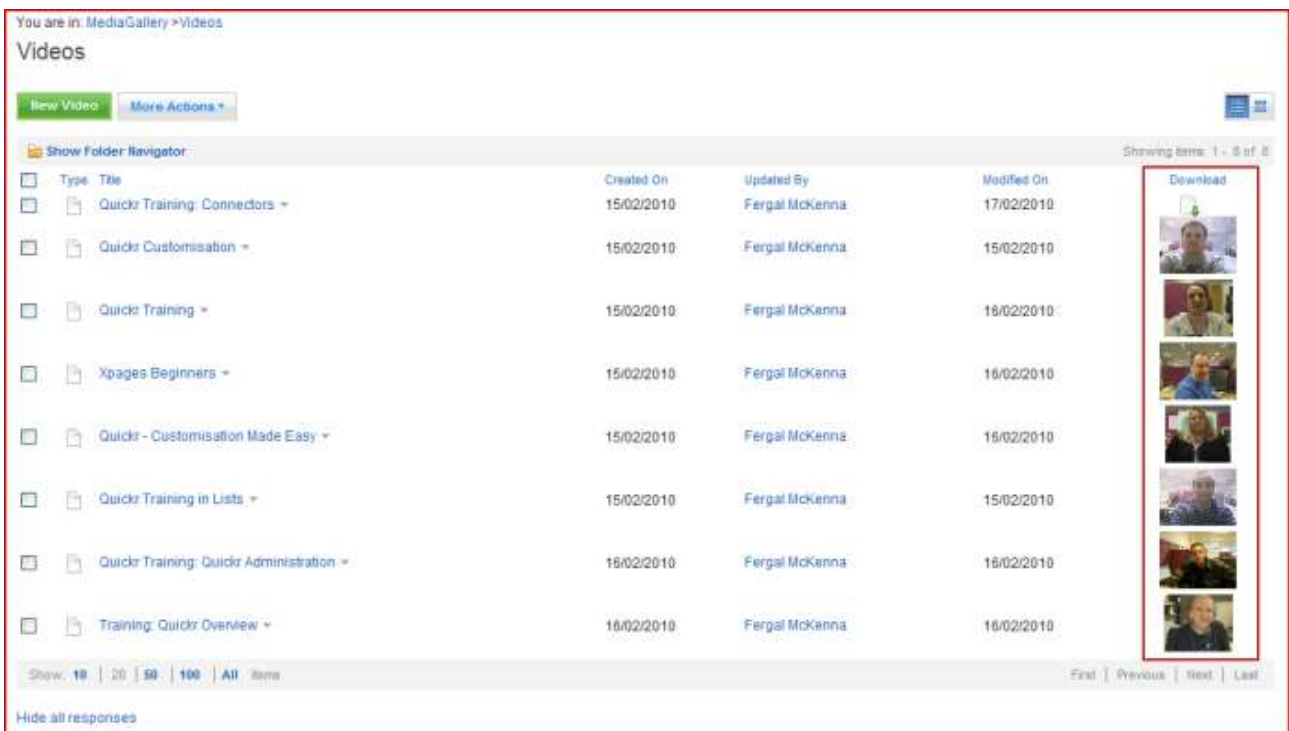 You are in: MediaGallery >Videos
Videos
New Video More Actions
Show Folder Navigator Showing items 1 - 8 of 8
Type Title Created On Updated By Modified On Download
Quickr Training: Connectors 15/02/2010 Fergal McKenna 17/02/2010
Quickr Customisation 15/02/2010 Fergal McKenna 15/02/2010
Quickr Training 15/02/2010 Fergal McKenna 16/02/2010
Xpages Beginners 15/02/2010 Fergal McKenna 16/02/2010
Quickr - Customisation Made Easy 15/02/2010 Fergal McKenna 16/02/2010
Quickr Training in Lists 15/02/2010 Fergal McKenna 15/02/2010
Quickr Training: Quickr Administration 16/02/2010 Fergal McKenna 16/02/2010
Training: Quickr Overview 16/02/2010 Fergal McKenna 16/02/2010
Show: 10 | 20 | 50 | 100 | All items First | Previous | Next | Last
Hide all responses